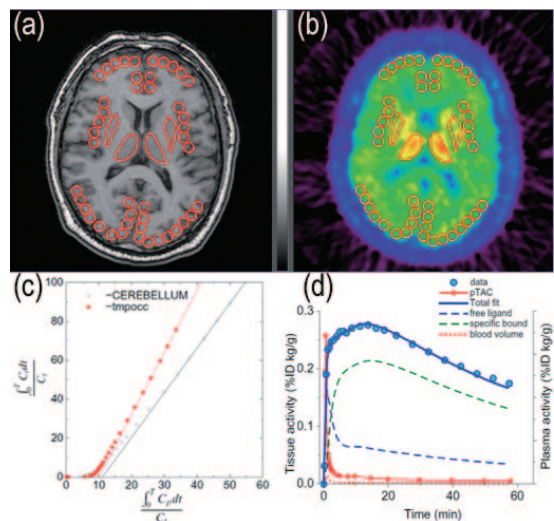 (a)
(b)
(c)
100
80
60
40
20
0
–CEREBELLUM
–tmpocc
∫₀ᵀ Cₜdt
Cₜ
0 10 20 30 40 50 60
∫₀ᵀ Cₚdt
Cₜ
(d)
data
pTAC
Total fit
free ligand
specific bound
blood volume
0.3
0.2
0.1
0.0
Tissue activity (%ID kg/g)
Plasma activity (%ID kg/g)
0 20 40 60
Time (min)